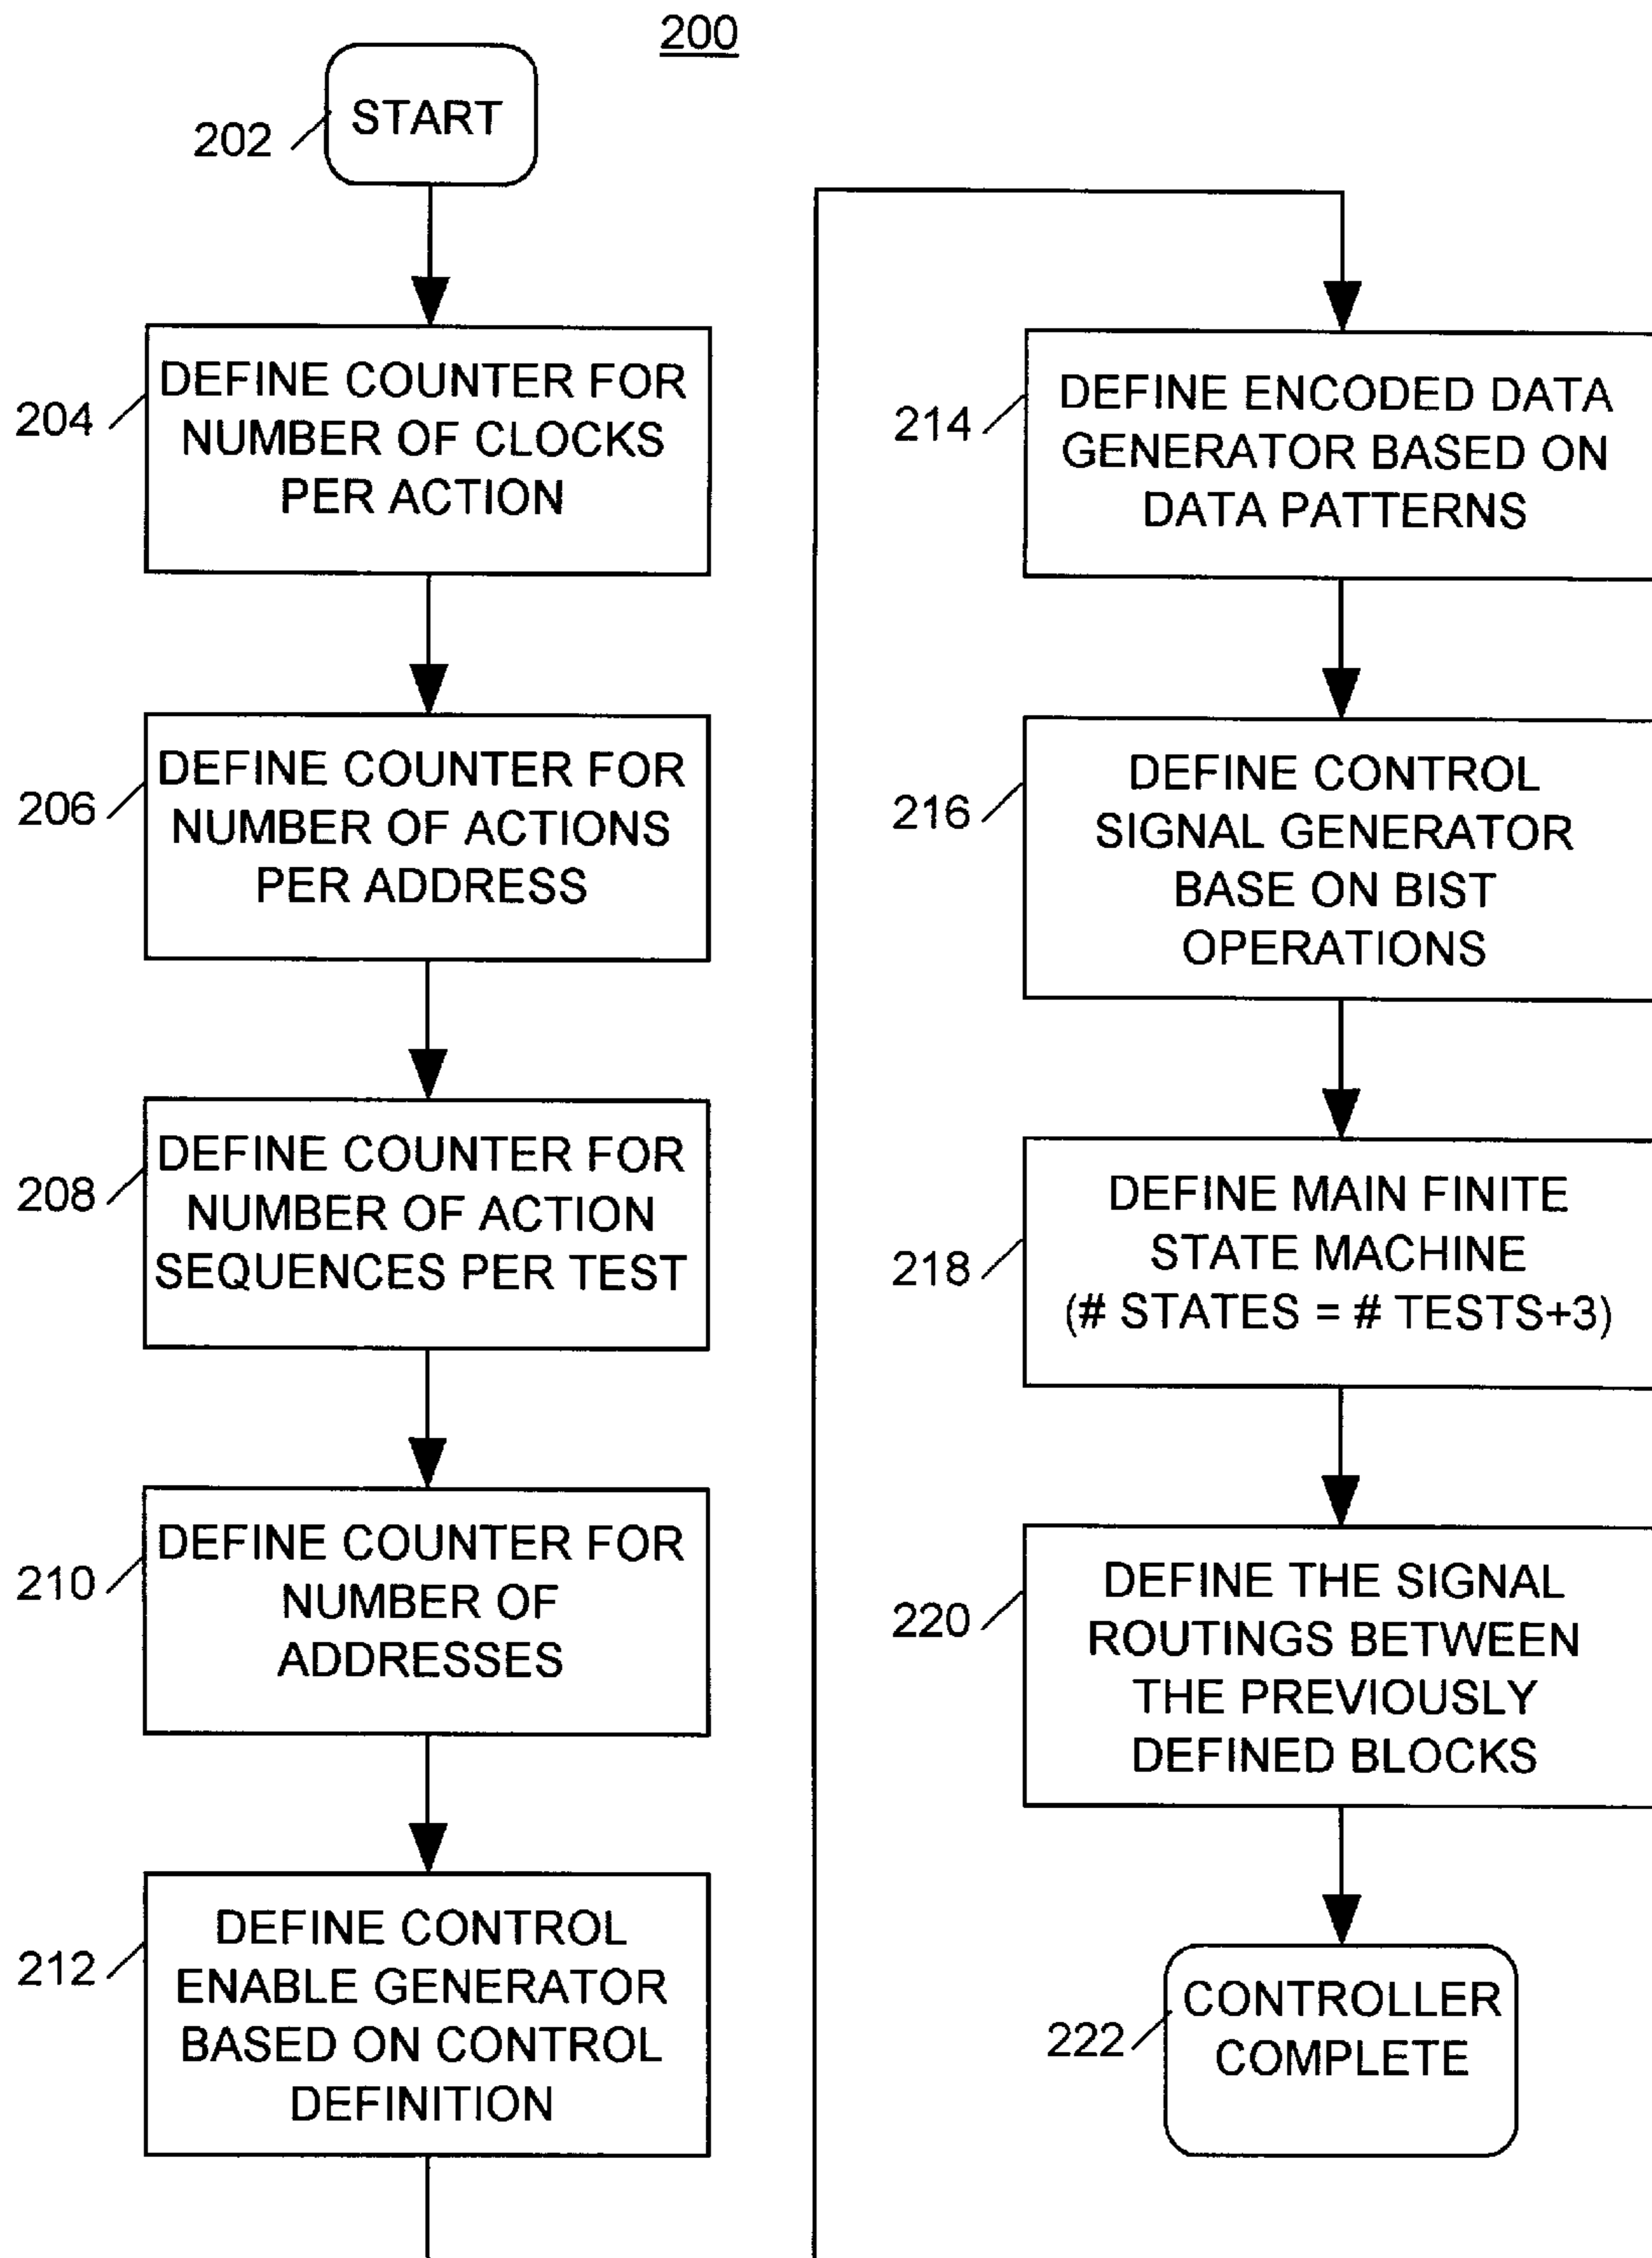 200
START
202
DEFINE COUNTER FOR
NUMBER OF CLOCKS
PER ACTION
204
DEFINE COUNTER FOR
NUMBER OF ACTIONS
PER ADDRESS
206
DEFINE COUNTER FOR
NUMBER OF ACTION
SEQUENCES PER TEST
208
DEFINE COUNTER FOR
NUMBER OF
ADDRESSES
210
DEFINE CONTROL
ENABLE GENERATOR
BASED ON CONTROL
DEFINITION
212
DEFINE ENCODED DATA
GENERATOR BASED ON
DATA PATTERNS
214
DEFINE CONTROL
SIGNAL GENERATOR
BASE ON BIST
OPERATIONS
216
DEFINE MAIN FINITE
STATE MACHINE
(# STATES = # TESTS+3)
218
DEFINE THE SIGNAL
ROUTINGS BETWEEN
THE PREVIOUSLY
DEFINED BLOCKS
220
CONTROLLER
COMPLETE
222